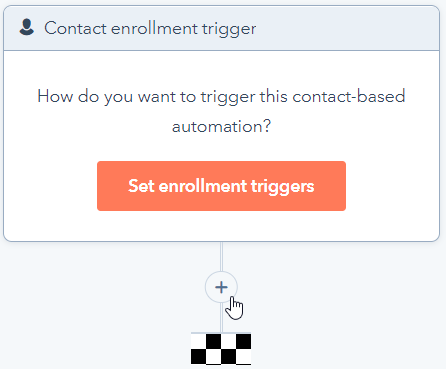 Contact enrollment trigger
How do you want to trigger this contact-based
automation?
Set enrollment triggers